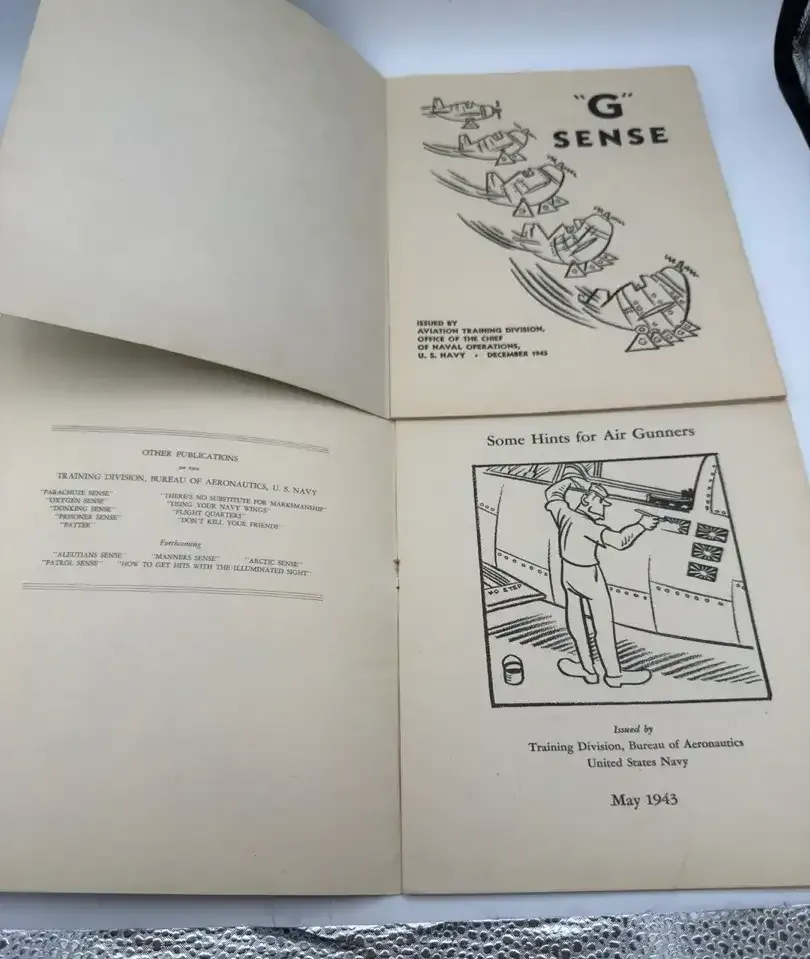 "G"
SENSE
ISSUED BY
AVIATION TRAINING DIVISION,
OFFICE OF THE CHIEF
OF NAVAL OPERATIONS,
U. S. NAVY • DECEMBER 1943
OTHER PUBLICATIONS
OF THE
TRAINING DIVISION, BUREAU OF AERONAUTICS, U. S. NAVY
"PARACHUTE SENSE"
"OXYGEN SENSE"
"DUNKING SENSE"
"PRISONER SENSE"
"PATTER"
"THERE'S NO SUBSTITUTE FOR MARKSMANSHIP"
"USING YOUR NAVY WINGS"
"FLIGHT QUARTERS"
"DON'T KILL YOUR FRIENDS"
Forthcoming
"ALEUTIANS SENSE" "MANNERS SENSE" "ARCTIC SENSE"
"PATROL SENSE" "HOW TO GET HITS WITH THE ILLUMINATED SIGHT"
Some Hints for Air Gunners
NO STEP
Issued by
Training Division, Bureau of Aeronautics
United States Navy
May 1943